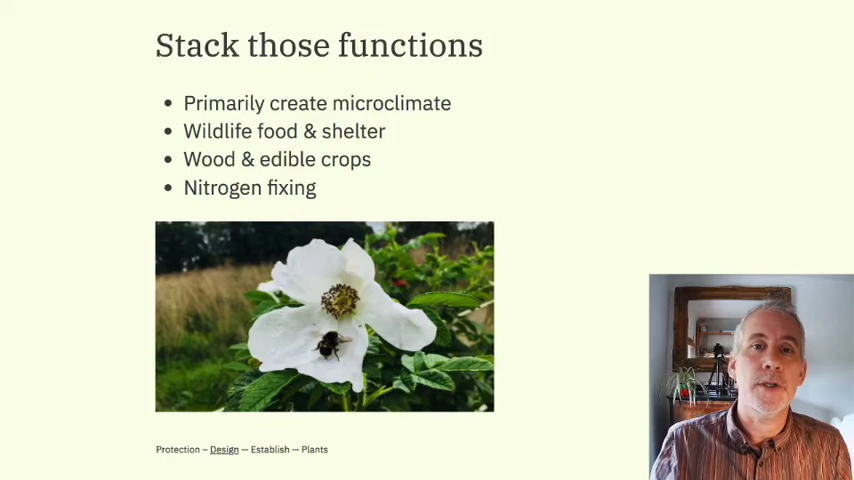 Stack those functions
• Primarily create microclimate
• Wildlife food & shelter
• Wood & edible crops
• Nitrogen fixing
Protection – Design — Establish — Plants